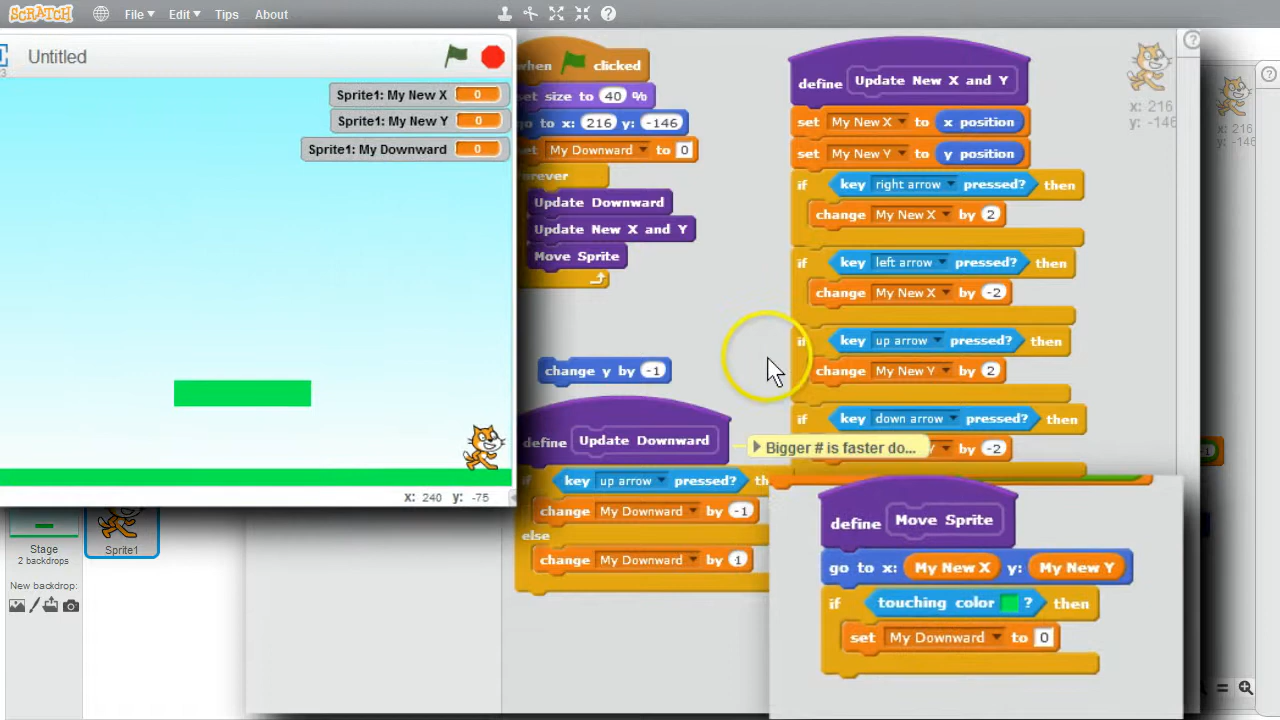 SCRATCH File Edit Tips About
Untitled
Sprite1: My New X 0
Sprite1: My New Y 0
Sprite1: My Downward 0
x: 240 y: -75
Stage
2 backdrops
New backdrop:
Sprite1
when clicked
set size to 40 %
go to x: 216 y: -146
set My Downward to 0
forever
Update Downward
Update New X and Y
Move Sprite
change y by -1
define Update Downward
Bigger # is faster do...
if key up arrow pressed? the
change My Downward by -1
else
change My Downward by 1
define Update New X and Y
set My New X to x position
set My New Y to y position
if key right arrow pressed? then
change My New X by 2
if key left arrow pressed? then
change My New X by -2
if key up arrow pressed? then
change My New Y by 2
if key down arrow pressed? then
by -2
define Move Sprite
go to x: My New X y: My New Y
if touching color ? then
set My Downward to 0
x: 216
y: -146
x: 216
y: -146